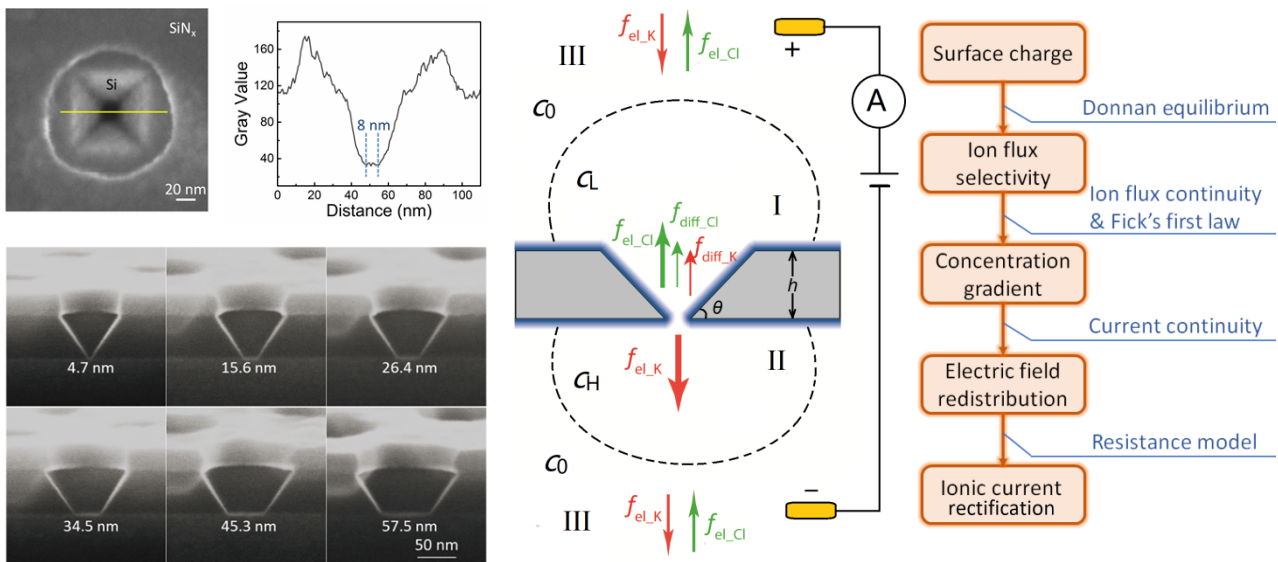 SiNx
Si
20 nm
Gray Value
160
120
80
40
8 nm
0 20 40 60 80 100
Distance (nm)
4.7 nm
15.6 nm
26.4 nm
34.5 nm
45.3 nm
57.5 nm
50 nm
III
fel_K
fel_Cl
c0
cL
I
fel_Cl
fdiff_Cl
fdiff_K
h
θ
II
fel_K
cH
c0
III
fel_K
fel_Cl
+
A
−
Surface charge
Donnan equilibrium
Ion flux
selectivity
Ion flux continuity
& Fick's first law
Concentration
gradient
Current continuity
Electric field
redistribution
Resistance model
Ionic current
rectification